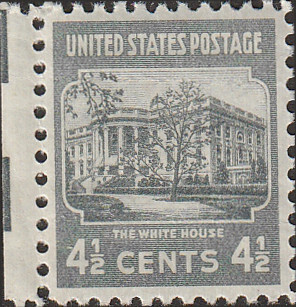 UNITED STATES POSTAGE
THE WHITE HOUSE
4½ CENTS 4½